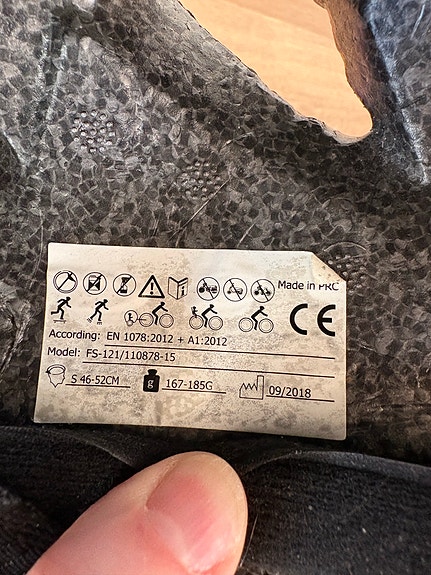 Made in PRC
CE
According: EN 1078:2012 + A1:2012
Model: FS-121/110878-15
S 46-52CM g 167-185G 09/2018